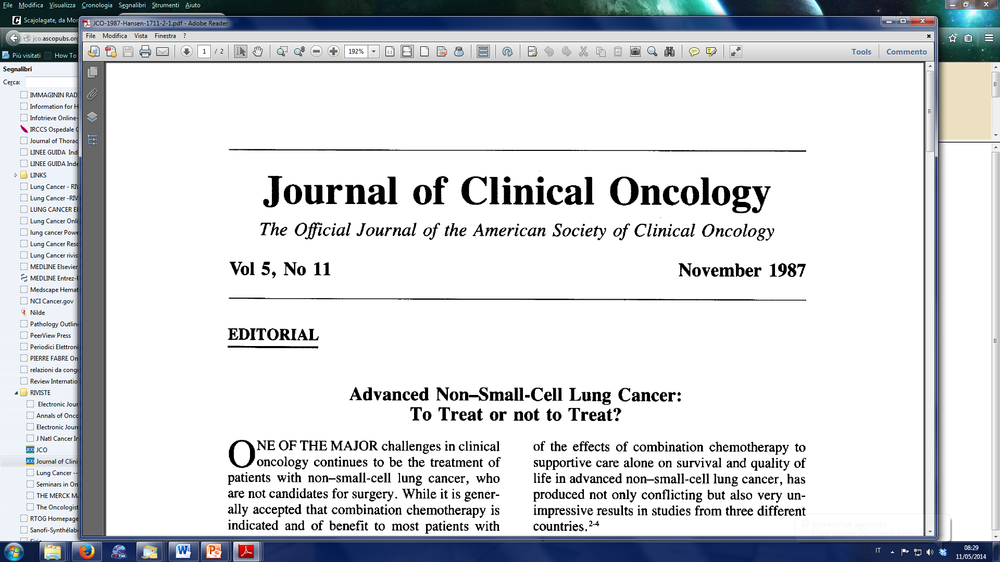 File Modifica Visualizza Cronologia Segnalibri Strumenti Aiuto
Scajolagate, da Mor
JCO-1987-Hansen-1711-2-1.pdf - Adobe Reader
jco.ascopubs.org
File Modifica Vista Finestra ?
Più visitati How To
1 / 2
192%
Tools Commento
Segnalibri
Cerca:
IMMAGININ RAD
Information for H
Infotrieve Online-
IRCCS Ospedale
Journal of Thorac
LINEE GUIDA Ind
LINEE GUIDA Inde
LINKS
Lung Cancer - RIV
Lung Cancer -RIV
LUNG CANCER El
Lung Cancer Onli
lung cancer Powe
Lung Cancer Reso
Lung Cancer rivist
MEDLINE Elsevier
MEDLINE Entrez-P
Medscape Hemat
NCI Cancer.gov
Nilde
Pathology Outline
PeerView Press
Periodici Elettroni
PIERRE FABRE On
relazioni da congr
Review Internatio
RIVISTE
Electronic Jour
Annals of Onco
Electronic Jour
J Natl Cancer In
JCO JCO
JCO Journal of Clini
Lung Cancer --
Seminars in On
THE MERCK MA
The Oncologist
RTOG Homepage
Sanofi-Synthélab
Journal of Clinical Oncology
The Official Journal of the American Society of Clinical Oncology
Vol 5, No 11 November 1987
EDITORIAL
Advanced Non–Small-Cell Lung Cancer:
To Treat or not to Treat?
ONE OF THE MAJOR challenges in clinical
oncology continues to be the treatment of
patients with non–small-cell lung cancer, who
are not candidates for surgery. While it is gener-
ally accepted that combination chemotherapy is
indicated and of benefit to most patients with
of the effects of combination chemotherapy to
supportive care alone on survival and quality of
life in advanced non–small-cell lung cancer, has
produced not only conflicting but also very un-
impressive results in studies from three different
countries.2-4
Screenshot aggiunto
IT
08:29
11/05/2014